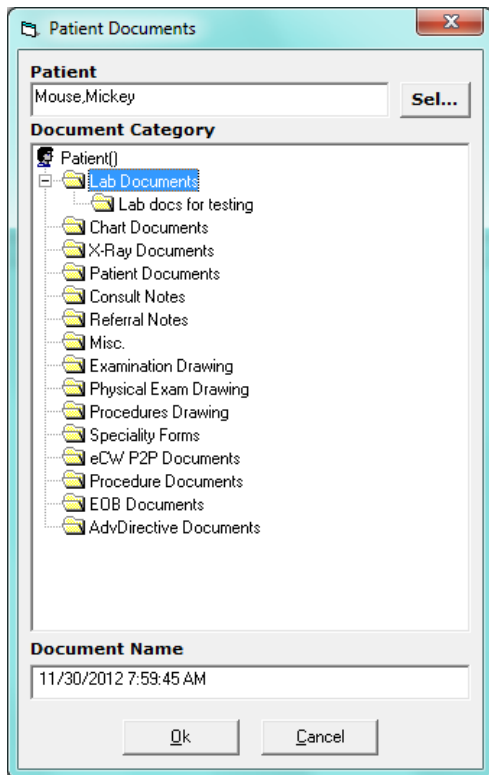 Patient Documents
Patient
Mouse,Mickey
Sel...
Document Category
Patient()
Lab Documents
Lab docs for testing
Chart Documents
X-Ray Documents
Patient Documents
Consult Notes
Referral Notes
Misc.
Examination Drawing
Physical Exam Drawing
Procedures Drawing
Speciality Forms
eCW P2P Documents
Procedure Documents
EOB Documents
AdvDirective Documents
Document Name
11/30/2012 7:59:45 AM
Ok
Cancel